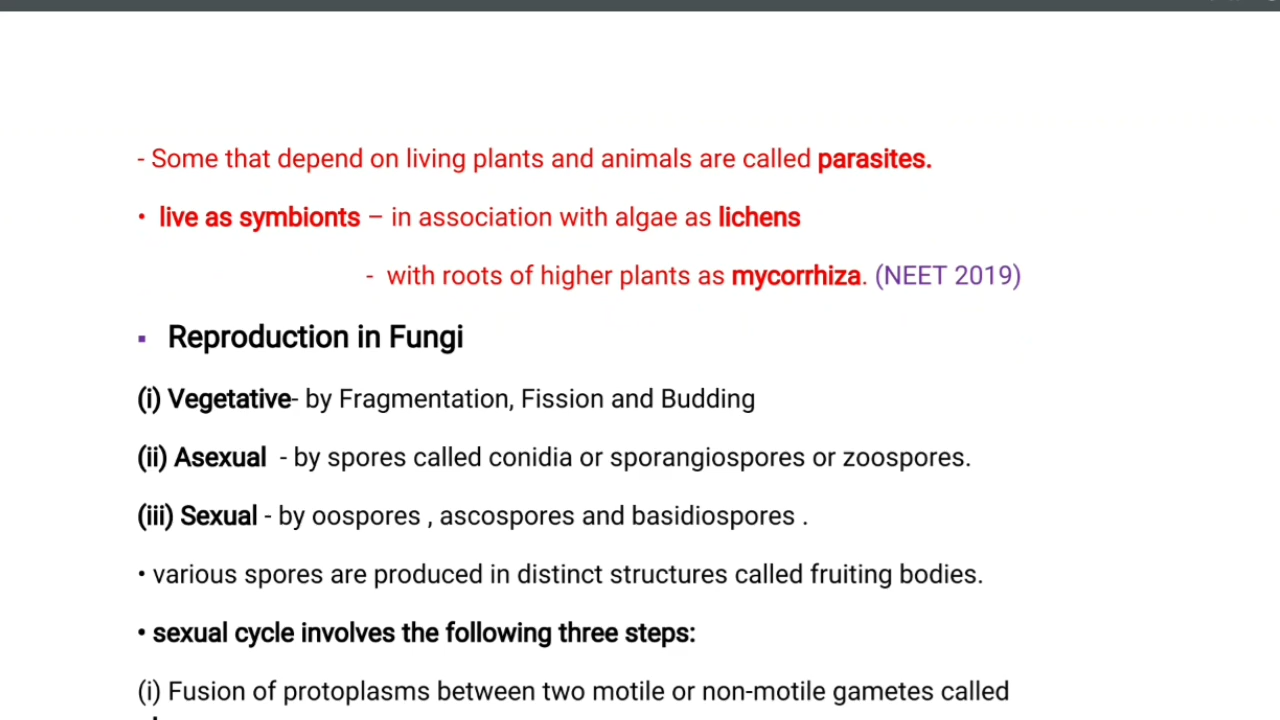 - Some that depend on living plants and animals are called parasites.
• live as symbionts – in association with algae as lichens
- with roots of higher plants as mycorrhiza. (NEET 2019)
▪ Reproduction in Fungi
(i) Vegetative- by Fragmentation, Fission and Budding
(ii) Asexual - by spores called conidia or sporangiospores or zoospores.
(iii) Sexual - by oospores , ascospores and basidiospores .
• various spores are produced in distinct structures called fruiting bodies.
• sexual cycle involves the following three steps:
(i) Fusion of protoplasms between two motile or non-motile gametes called